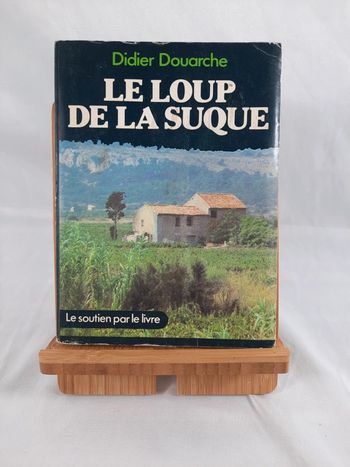 Didier Douarche
LE LOUP
DE LA SUQUE
Le soutien par le livre